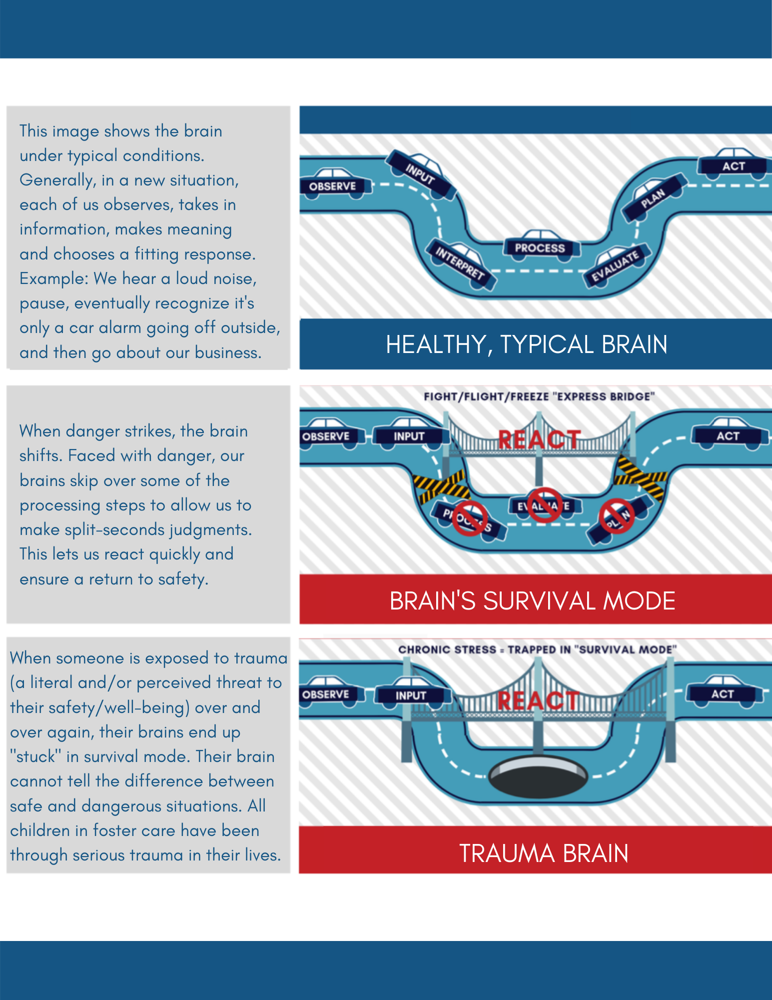 This image shows the brain
under typical conditions.
Generally, in a new situation,
each of us observes, takes in
information, makes meaning
and chooses a fitting response.
Example: We hear a loud noise,
pause, eventually recognize it's
only a car alarm going off outside,
and then go about our business.
OBSERVE
INPUT
INTERPRET
PROCESS
EVALUATE
PLAN
ACT
HEALTHY, TYPICAL BRAIN
When danger strikes, the brain
shifts. Faced with danger, our
brains skip over some of the
processing steps to allow us to
make split-seconds judgments.
This lets us react quickly and
ensure a return to safety.
FIGHT/FLIGHT/FREEZE "EXPRESS BRIDGE"
OBSERVE
INPUT
REACT
ACT
PROCESS
EVALUATE
PLAN
BRAIN'S SURVIVAL MODE
When someone is exposed to trauma
(a literal and/or perceived threat to
their safety/well-being) over and
over again, their brains end up
"stuck" in survival mode. Their brain
cannot tell the difference between
safe and dangerous situations. All
children in foster care have been
through serious trauma in their lives.
CHRONIC STRESS = TRAPPED IN "SURVIVAL MODE"
OBSERVE
INPUT
REACT
ACT
TRAUMA BRAIN